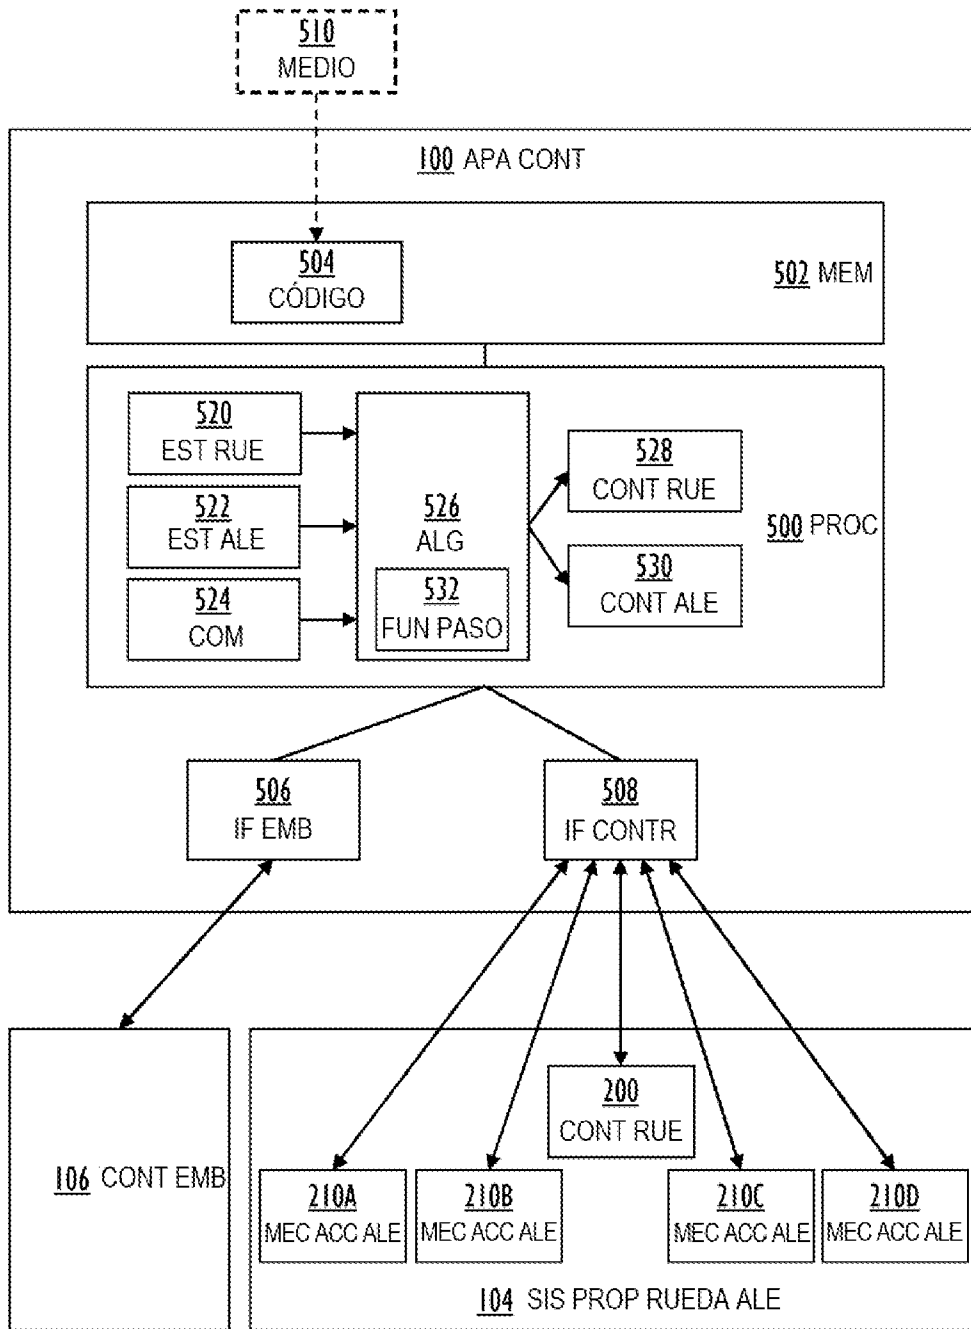 510
MEDIO
100 APA CONT
504
CÓDIGO
502 MEM
520
EST RUE
522
EST ALE
524
COM
526
ALG
532
FUN PASO
528
CONT RUE
530
CONT ALE
500 PROC
506
IF EMB
508
IF CONTR
106 CONT EMB
200
CONT RUE
210A
MEC ACC ALE
210B
MEC ACC ALE
210C
MEC ACC ALE
210D
MEC ACC ALE
104 SIS PROP RUEDA ALE